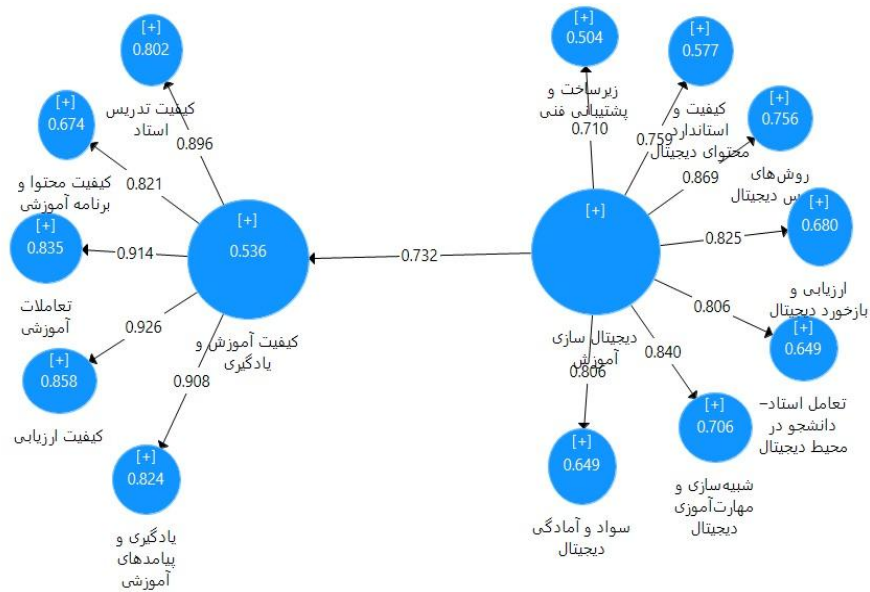 [+]
0.802
کیفیت تدریس
استاد
[+]
0.674
کیفیت محتوا و
برنامه آموزشی
[+]
0.835
تعاملات
آموزشی
[+]
0.858
کیفیت ارزیابی
[+]
0.824
یادگیری و
پیامدهای
آموزشی
0.896
0.821
0.914
0.926
0.908
[+]
0.536
کیفیت آموزش و
یادگیری
0.732
[+]
دیجیتال سازی
آموزش
0.710
0.759
0.869
0.825
0.806
0.840
0.806
[+]
0.504
زیرساخت و
پشتیبانی فنی
[+]
0.577
کیفیت و
استاندارد
محتوای دیجیتال
[+]
0.756
روش‌های
دیجیتال
[+]
0.680
ارزیابی و
بازخورد دیجیتال
[+]
0.649
تعامل استاد–
دانشجو در
محیط دیجیتال
[+]
0.706
شبیه‌سازی و
مهارت‌آموزی
دیجیتال
[+]
0.649
سواد و آمادگی
دیجیتال